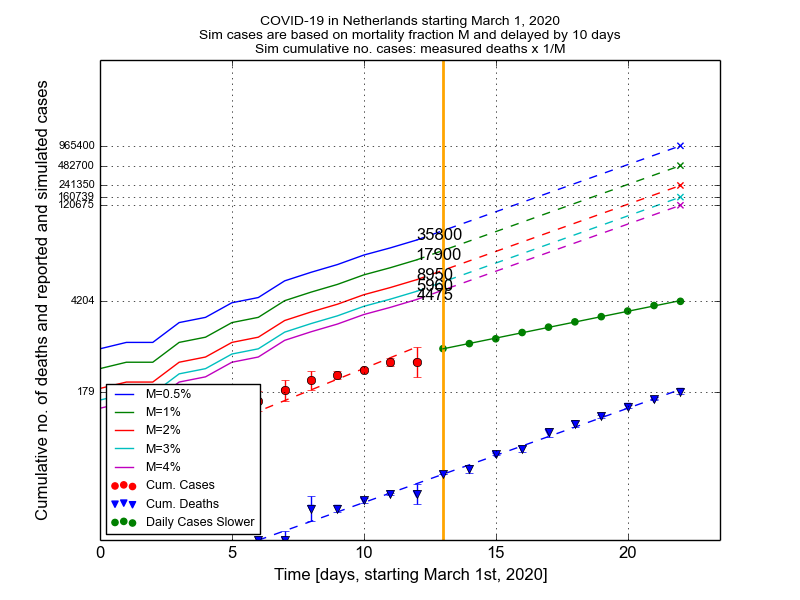 COVID-19 in Netherlands starting March 1, 2020
Sim cases are based on mortality fraction M and delayed by 10 days
Sim cumulative no. cases: measured deaths x 1/M
Cumulative no. of deaths and reported and simulated cases
965400
482700
241350
160739
120675
4204
179
35800
17900
8950
5960
4475
M=0.5%
M=1%
M=2%
M=3%
M=4%
Cum. Cases
Cum. Deaths
Daily Cases Slower
0 5 10 15 20
Time [days, starting March 1st, 2020]